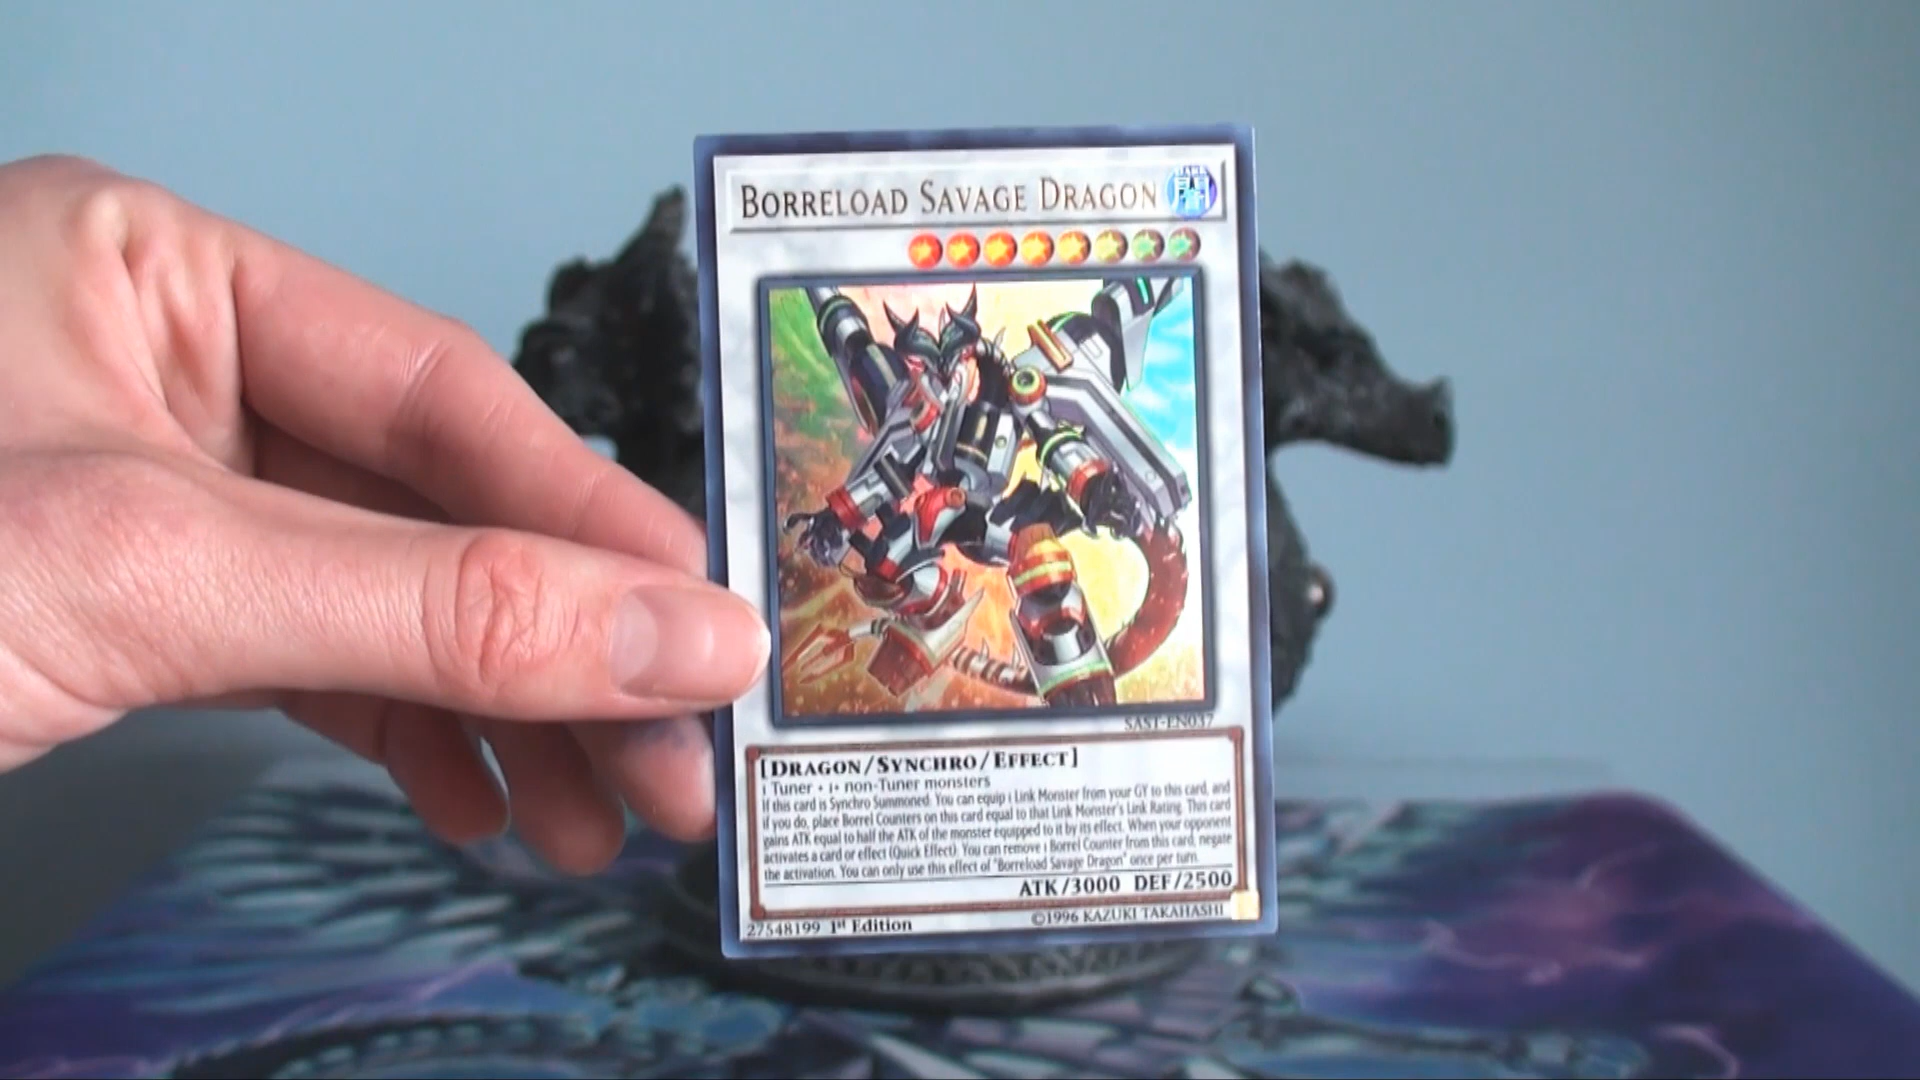 BORRELOAD SAVAGE DRAGON
DARK
闇
SAST-EN037
[DRAGON/SYNCHRO/EFFECT]
1 Tuner + 1+ non-Tuner monsters
If this card is Synchro Summoned: You can equip 1 Link Monster from your GY to this card, and
if you do, place Borrel Counters on this card equal to that Link Monster's Link Rating. This card
gains ATK equal to half the ATK of the monster equipped to it by its effect. When your opponent
activates a card or effect (Quick Effect): You can remove 1 Borrel Counter from this card; negate
the activation. You can only use this effect of "Borreload Savage Dragon" once per turn.
ATK/3000 DEF/2500
27548199 1st Edition
©1996 KAZUKI TAKAHASHI